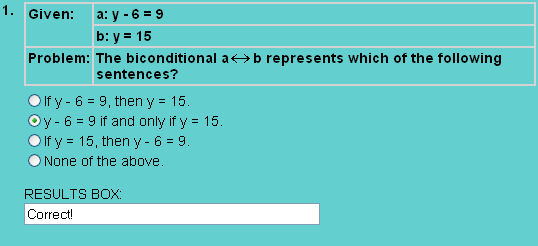 1.
Given: a: y - 6 = 9
b: y = 15
Problem: The biconditional a↔b represents which of the following
sentences?
If y - 6 = 9, then y = 15.
y - 6 = 9 if and only if y = 15.
If y = 15, then y - 6 = 9.
None of the above.
RESULTS BOX:
Correct!